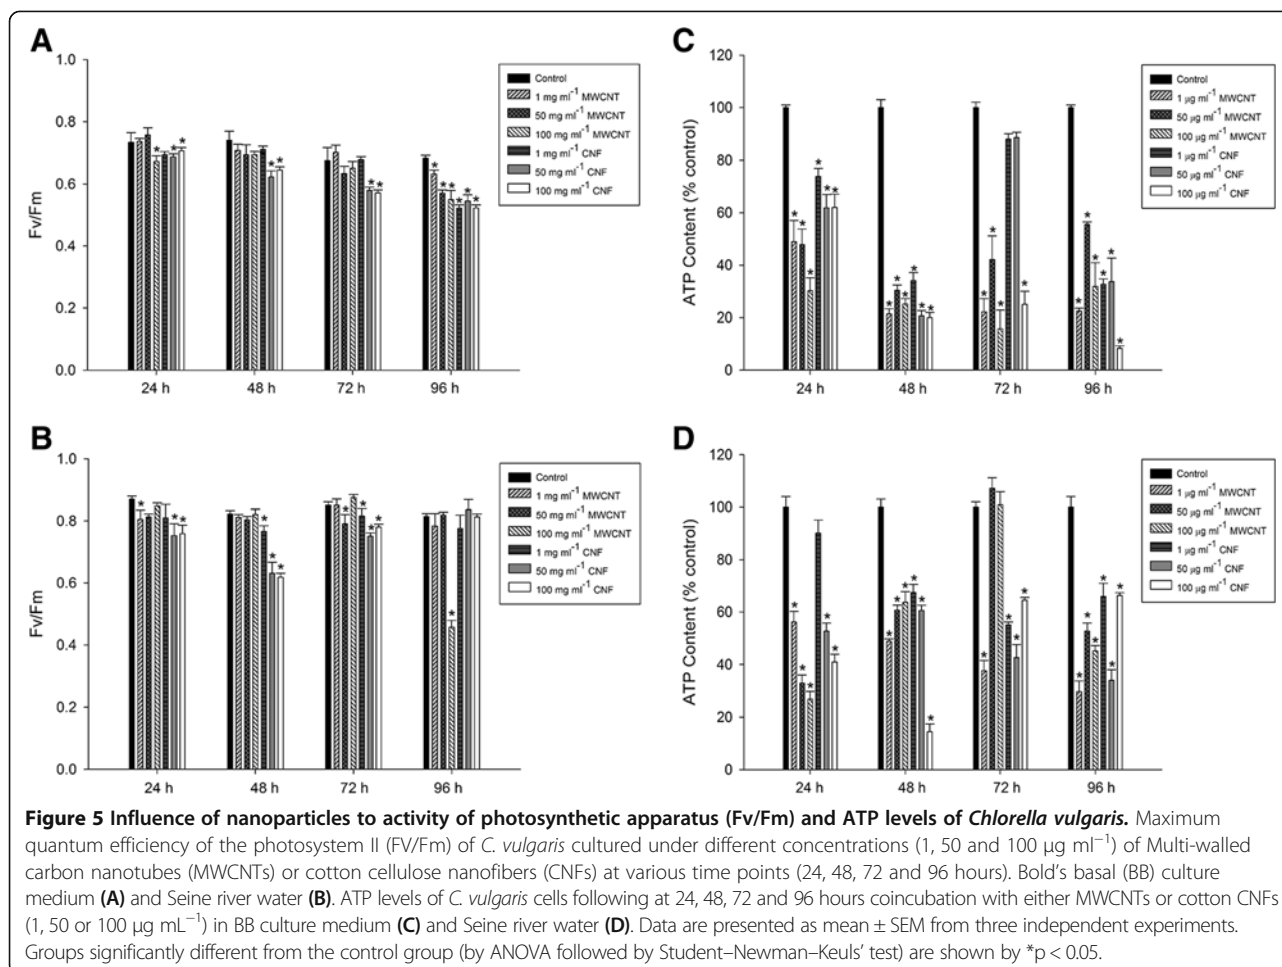 A
1.0
0.8
0.6
0.4
0.2
0.0
Fv/Fm
24 h 48 h 72 h 96 h
* * * * * * * * * * * * * *
Control
1 mg ml⁻¹ MWCNT
50 mg ml⁻¹ MWCNT
100 mg ml⁻¹ MWCNT
1 mg ml⁻¹ CNF
50 mg ml⁻¹ CNF
100 mg ml⁻¹ CNF
C
120
100
80
60
40
20
0
ATP Content (% control)
24 h 48 h 72 h 96 h
* * * * * * * * * * * * * * * * * * * * * *
Control
1 µg ml⁻¹ MWCNT
50 µg ml⁻¹ MWCNT
100 µg ml⁻¹ MWCNT
1 µg ml⁻¹ CNF
50 µg ml⁻¹ CNF
100 µg ml⁻¹ CNF
B
1.0
0.8
0.6
0.4
0.2
0.0
Fv/Fm
24 h 48 h 72 h 96 h
* * * * * * * * * * *
Control
1 mg ml⁻¹ MWCNT
50 mg ml⁻¹ MWCNT
100 mg ml⁻¹ MWCNT
1 mg ml⁻¹ CNF
50 mg ml⁻¹ CNF
100 mg ml⁻¹ CNF
D
120
100
80
60
40
20
0
ATP Content (% control)
24 h 48 h 72 h 96 h
* * * * * * * * * * * * * * * * * * * * *
Control
1 µg ml⁻¹ MWCNT
50 µg ml⁻¹ MWCNT
100 µg ml⁻¹ MWCNT
1 µg ml⁻¹ CNF
50 µg ml⁻¹ CNF
100 µg ml⁻¹ CNF
Figure 5 Influence of nanoparticles to activity of photosynthetic apparatus (Fv/Fm) and ATP levels of Chlorella vulgaris. Maximum
quantum efficiency of the photosystem II (FV/Fm) of C. vulgaris cultured under different concentrations (1, 50 and 100 µg ml⁻¹) of Multi-walled
carbon nanotubes (MWCNTs) or cotton cellulose nanofibers (CNFs) at various time points (24, 48, 72 and 96 hours). Bold's basal (BB) culture
medium (A) and Seine river water (B). ATP levels of C. vulgaris cells following at 24, 48, 72 and 96 hours coincubation with either MWCNTs or cotton CNFs
(1, 50 or 100 µg mL⁻¹) in BB culture medium (C) and Seine river water (D). Data are presented as mean ± SEM from three independent experiments.
Groups significantly different from the control group (by ANOVA followed by Student–Newman–Keuls' test) are shown by *p < 0.05.